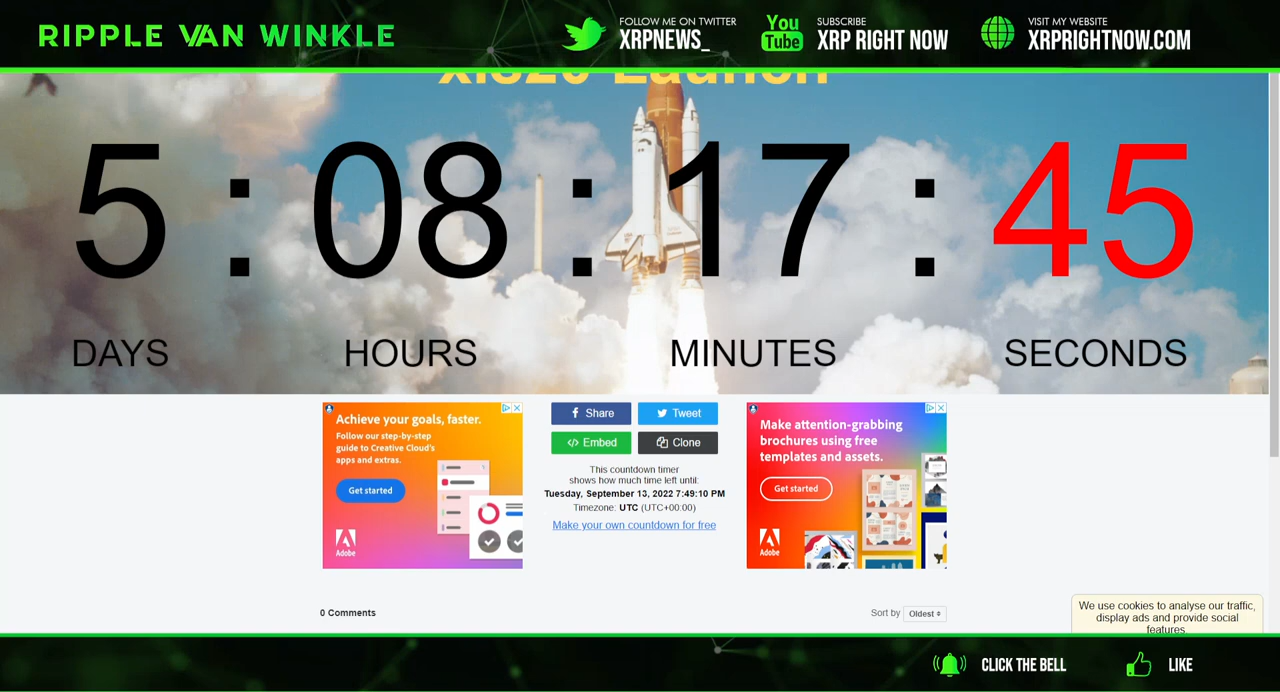 RIPPLE VAN WINKLE
FOLLOW ME ON TWITTER
XRPNEWS_
You
Tube
SUBSCRIBE
XRP RIGHT NOW
VISIT MY WEBSITE
XRPRIGHTNOW.COM
xls20 Launch
5 : 08 : 17 : 45
DAYS HOURS MINUTES SECONDS
Achieve your goals, faster.
Follow our step-by-step
guide to Creative Cloud's
apps and extras.
Get started
Adobe
Share Tweet
Embed Clone
This countdown timer
shows how much time left until:
Tuesday, September 13, 2022 7:49:10 PM
Timezone: UTC (UTC+00:00)
Make your own countdown for free
Make attention-grabbing
brochures using free
templates and assets.
Get started
Adobe
0 Comments
Sort by Oldest
We use cookies to analyse our traffic,
display ads and provide social
features.
CLICK THE BELL
LIKE